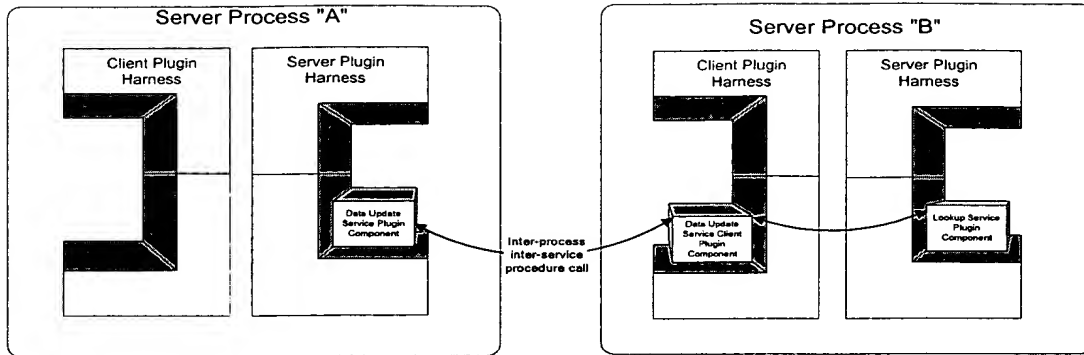 Server Process "A"
Client Plugin
Harness
Server Plugin
Harness
Data Update
Service Plugin
Component
Inter-process
inter-service
procedure call
Server Process "B"
Client Plugin
Harness
Server Plugin
Harness
Data Update
Service Client
Plugin
Component
Lookup Service
Plugin
Component